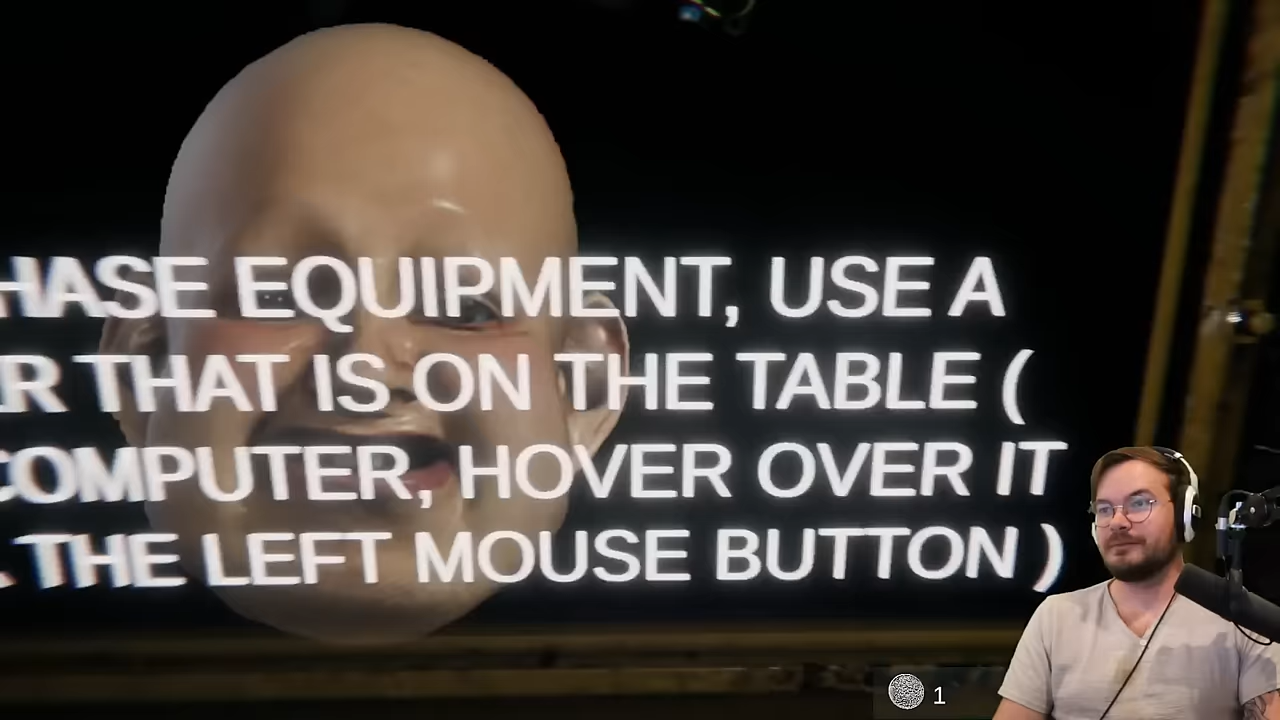 HASE EQUIPMENT, USE A
R THAT IS ON THE TABLE (
COMPUTER, HOVER OVER IT
THE LEFT MOUSE BUTTON )
1